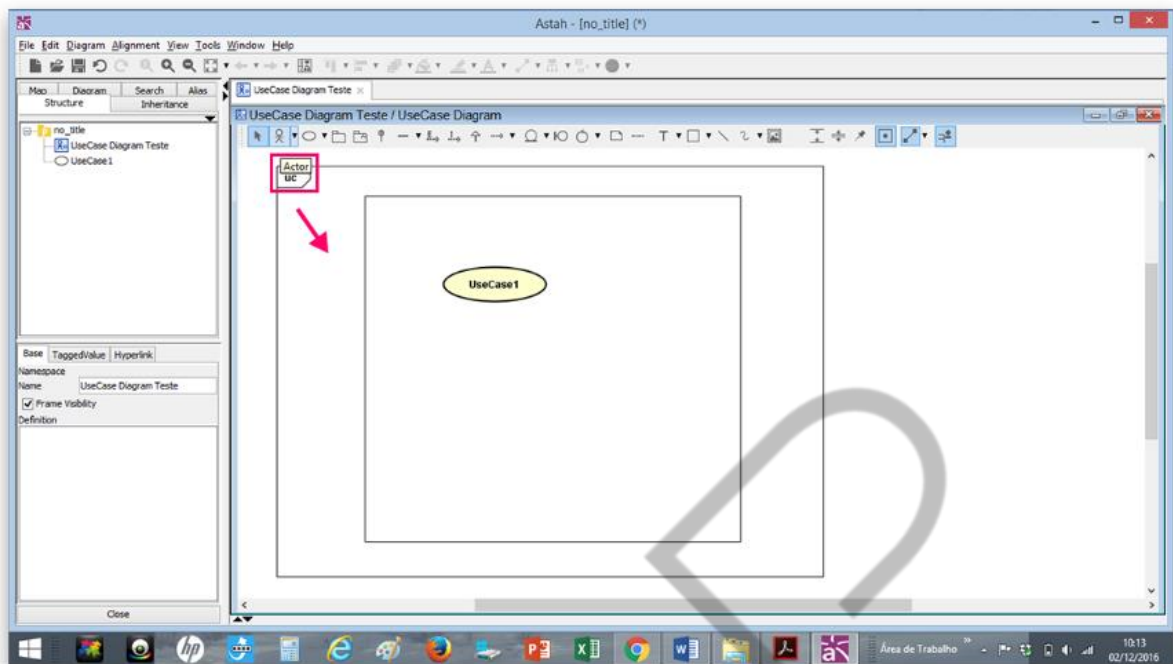 Astah - [no_title] (*)
File Edit Diagram Alignment View Tools Window Help
Map Diagram Search Alias
Structure Inheritance
no_title
UseCase Diagram Teste
UseCase1
UseCase Diagram Teste
UseCase Diagram Teste / UseCase Diagram
T
Actor
uc
UseCase1
Base TaggedValue Hyperlink
Namespace
Name UseCase Diagram Teste
Frame Visibility
Definition
Close
Área de Trabalho
10:13
02/12/2016